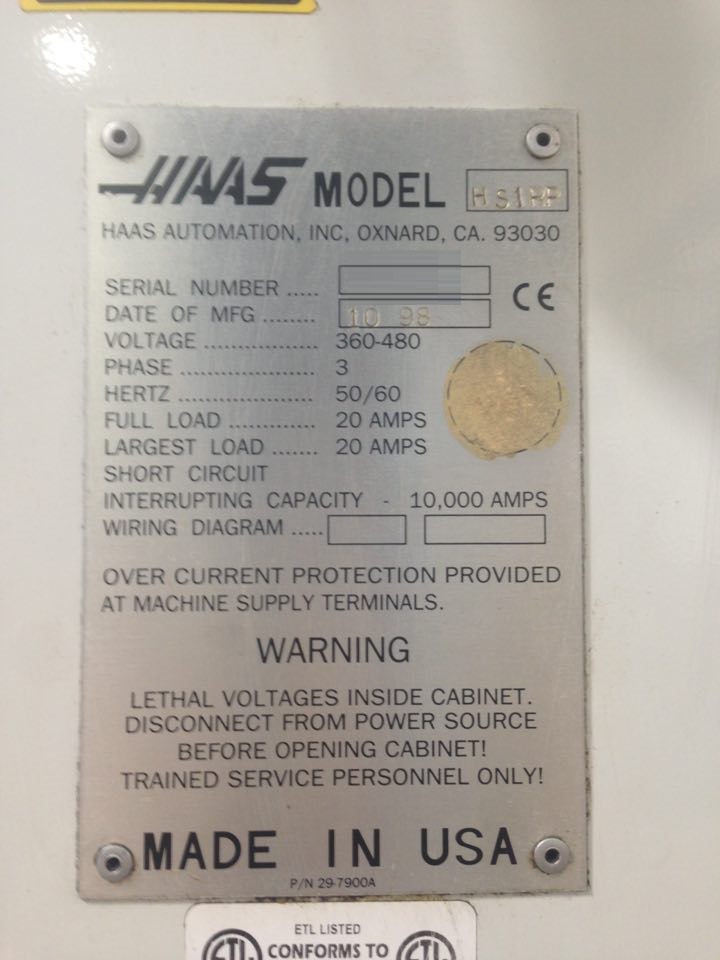 HAAS MODEL HS1RP
HAAS AUTOMATION, INC, OXNARD, CA. 93030
SERIAL NUMBER .....
CE
DATE OF MFG ........ 10 98
VOLTAGE ................. 360-480
PHASE .................... 3
HERTZ .................... 50/60
FULL LOAD ............. 20 AMPS
LARGEST LOAD ....... 20 AMPS
SHORT CIRCUIT
INTERRUPTING CAPACITY - 10,000 AMPS
WIRING DIAGRAM .....
OVER CURRENT PROTECTION PROVIDED
AT MACHINE SUPPLY TERMINALS.
WARNING
LETHAL VOLTAGES INSIDE CABINET.
DISCONNECT FROM POWER SOURCE
BEFORE OPENING CABINET!
TRAINED SERVICE PERSONNEL ONLY!
MADE IN USA
P/N 29-7900A
ETL LISTED
CONFORMS TO
ETL ETL